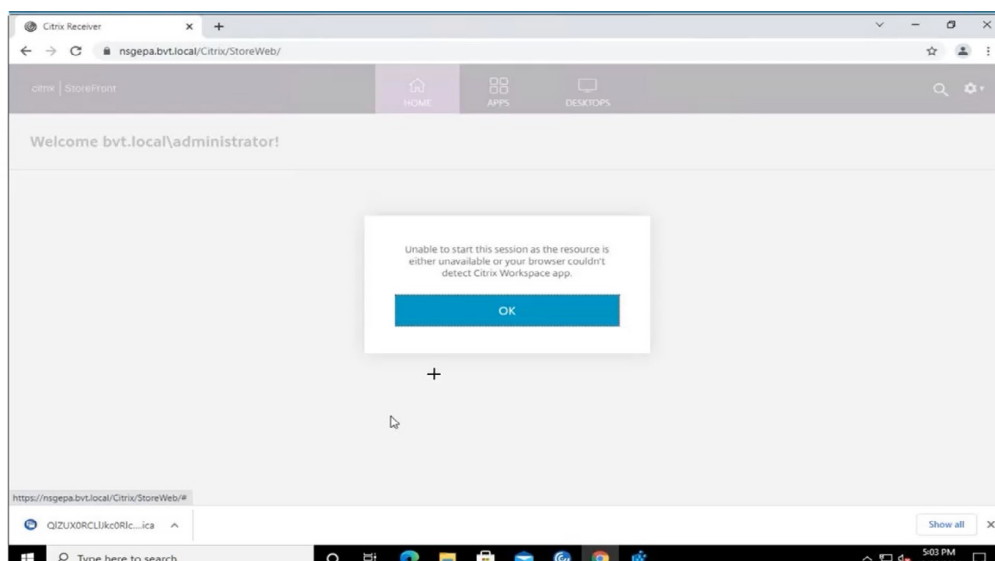 Citrix Receiver
nsgepa.bvt.local/Citrix/StoreWeb/
citrix | StoreFront
HOME
APPS
DESKTOPS
Welcome bvt.local\administrator!
Unable to start this session as the resource is
either unavailable or your browser couldn't
detect Citrix Workspace app.
OK
https://nsgepa.bvt.local/Citrix/StoreWeb/#
Show all
Type here to search
5:03 PM